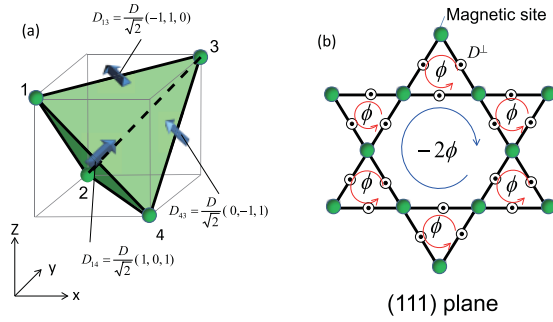 (a)
D₁₃ = D/√2 (-1, 1, 0)
1
3
2
4
D₄₃ = D/√2 (0, -1, 1)
D₁₄ = D/√2 (1, 0, 1)
z
y
x
(b)
Magnetic site
D⊥
ϕ
ϕ
ϕ
−2ϕ
ϕ
ϕ
ϕ
(111) plane